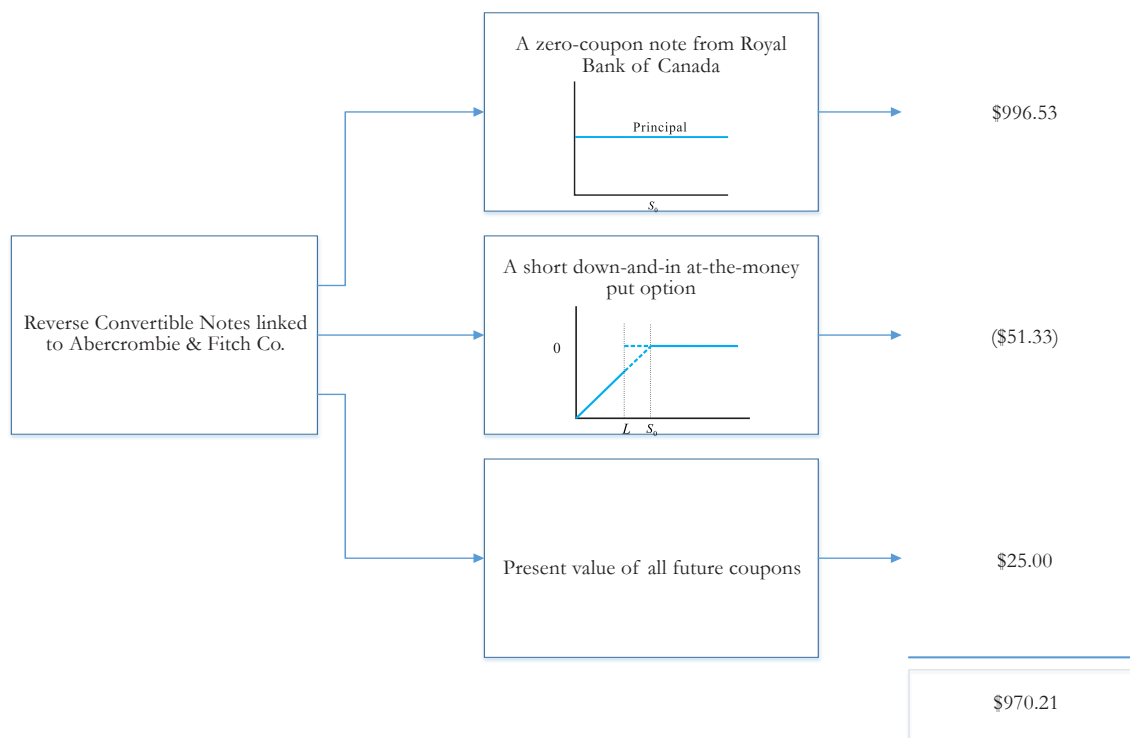 A zero-coupon note from Royal
Bank of Canada
Principal
S₀
$996.53
Reverse Convertible Notes linked
to Abercrombie & Fitch Co.
A short down-and-in at-the-money
put option
0
L S₀
($51.33)
Present value of all future coupons
$25.00
$970.21